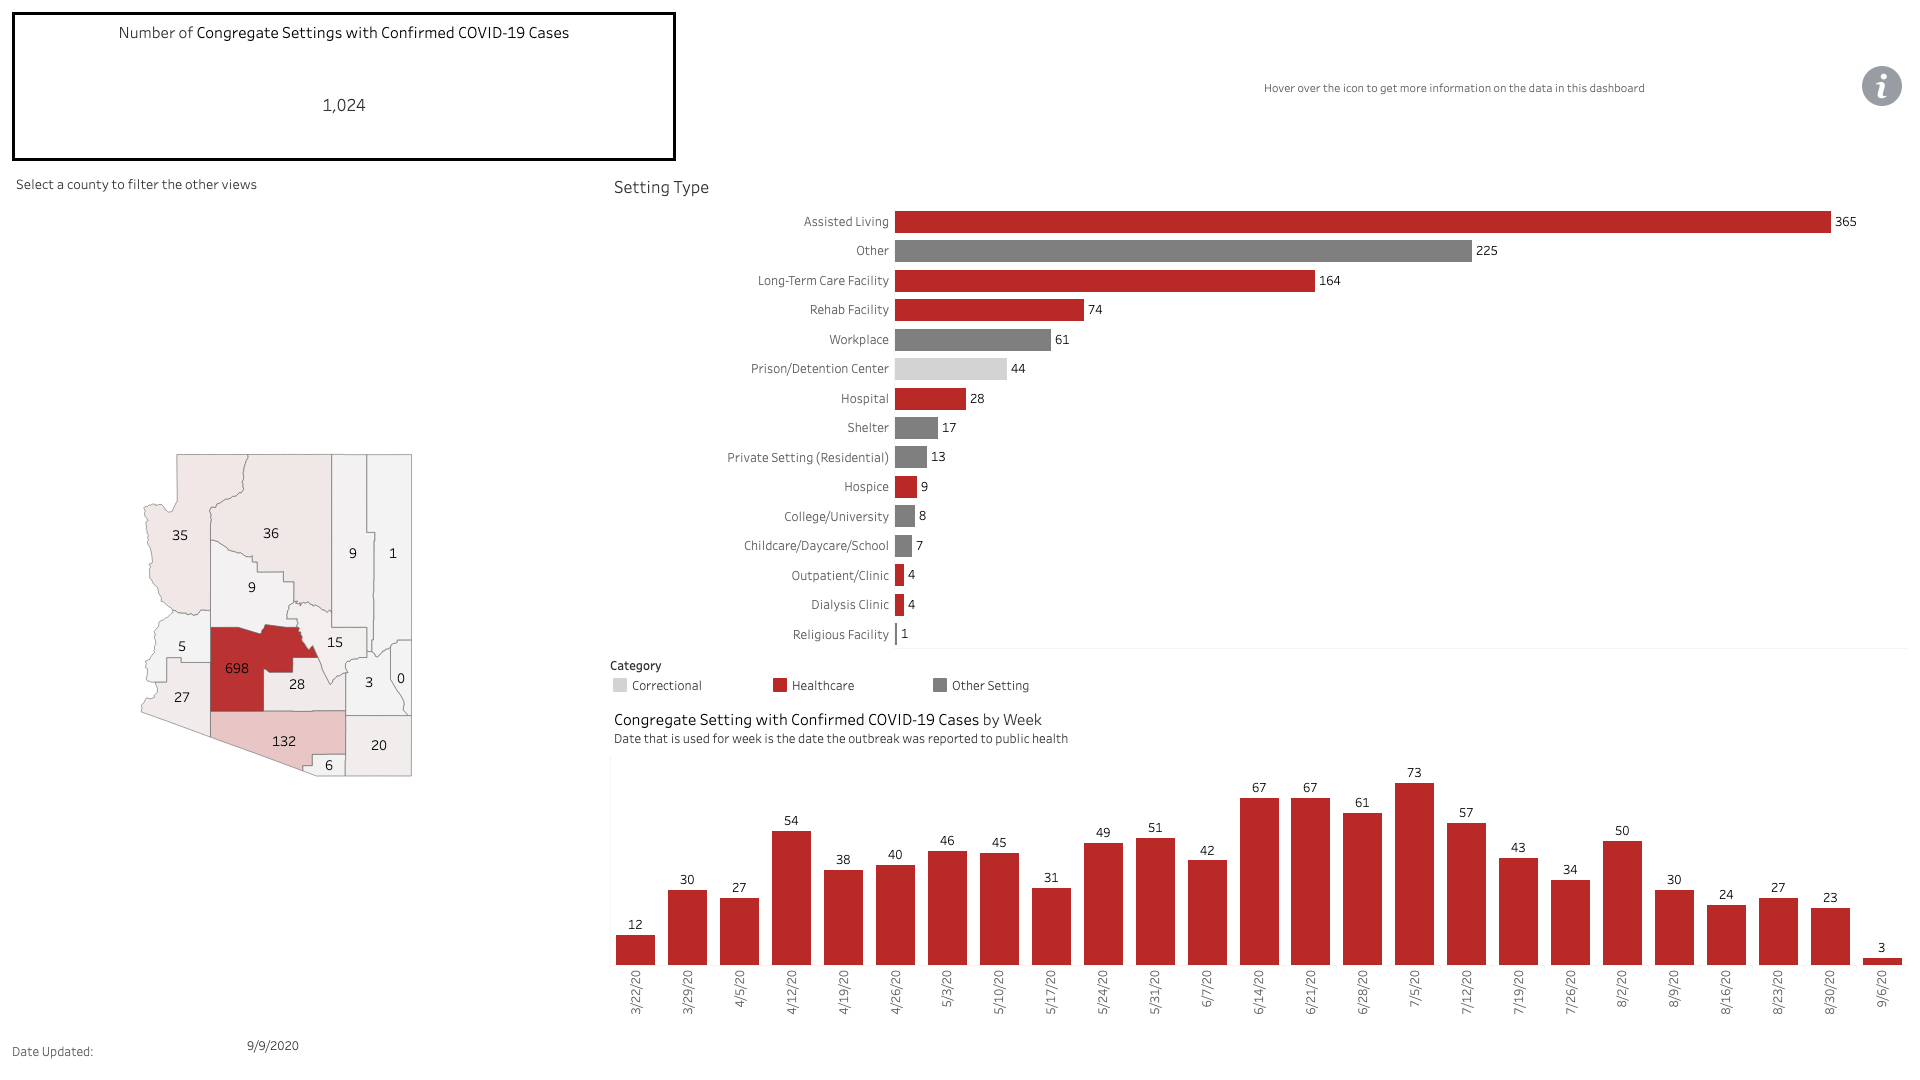 Number of Congregate Settings with Confirmed COVID-19 Cases
1,024
Hover over the icon to get more information on the data in this dashboard
i
Select a county to filter the other views
35
36
9
1
9
5
15
698
27
28
3
0
132
20
6
Setting Type
Assisted Living 365
Other 225
Long-Term Care Facility 164
Rehab Facility 74
Workplace 61
Prison/Detention Center 44
Hospital 28
Shelter 17
Private Setting (Residential) 13
Hospice 9
College/University 8
Childcare/Daycare/School 7
Outpatient/Clinic 4
Dialysis Clinic 4
Religious Facility 1
Category
Correctional Healthcare Other Setting
Congregate Setting with Confirmed COVID-19 Cases by Week
Date that is used for week is the date the outbreak was reported to public health
12 30 27 54 38 40 46 45 31 49 51 42 67 67 61 73 57 43 34 50 30 24 27 23 3
3/22/20 3/29/20 4/5/20 4/12/20 4/19/20 4/26/20 5/3/20 5/10/20 5/17/20 5/24/20 5/31/20 6/7/20 6/14/20 6/21/20 6/28/20 7/5/20 7/12/20 7/19/20 7/26/20 8/2/20 8/9/20 8/16/20 8/23/20 8/30/20 9/6/20
Date Updated: 9/9/2020